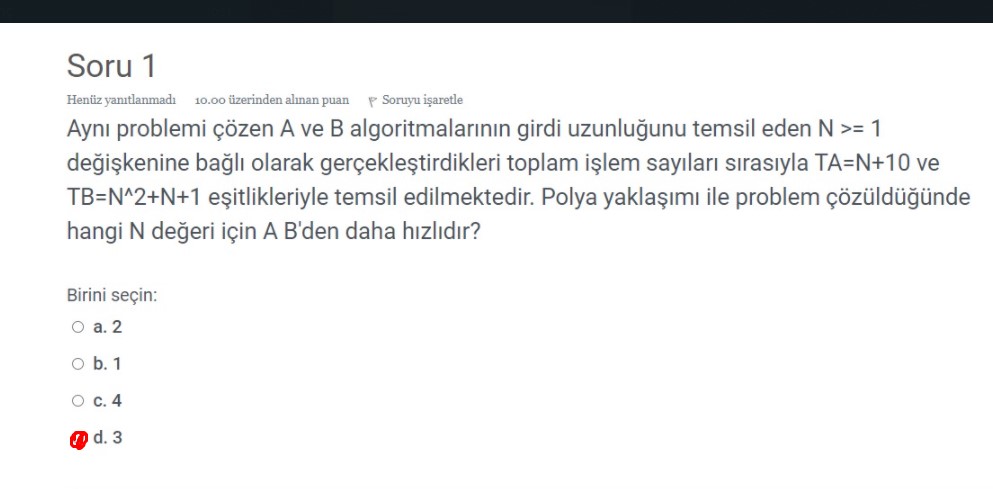 Soru 1
Henüz yanıtlanmadı 10.00 üzerinden alınan puan Soruyu işaretle
Aynı problemi çözen A ve B algoritmalarının girdi uzunluğunu temsil eden N >= 1
değişkenine bağlı olarak gerçekleştirdikleri toplam işlem sayıları sırasıyla TA=N+10 ve
TB=N^2+N+1 eşitlikleriyle temsil edilmektedir. Polya yaklaşımı ile problem çözüldüğünde
hangi N değeri için A B'den daha hızlıdır?
Birini seçin:
a. 2
b. 1
c. 4
d. 3